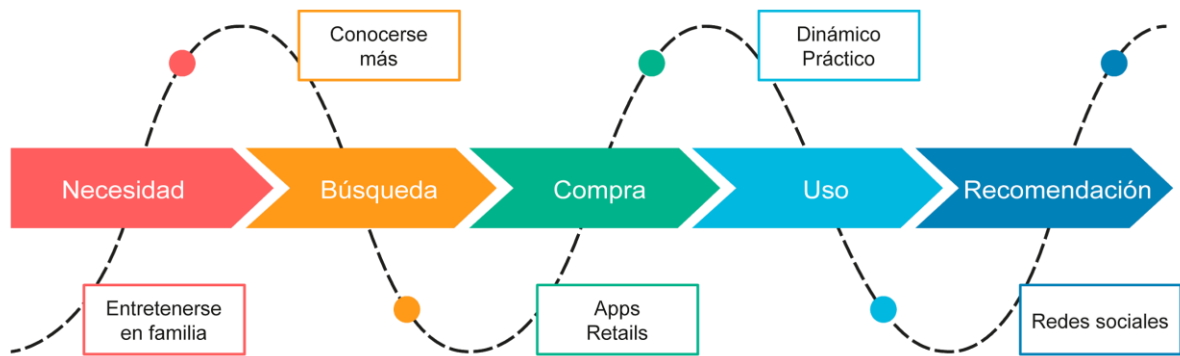 Conocerse
más
Dinámico
Práctico
Necesidad
Búsqueda
Compra
Uso
Recomendación
Entretenerse
en familia
Apps
Retails
Redes sociales